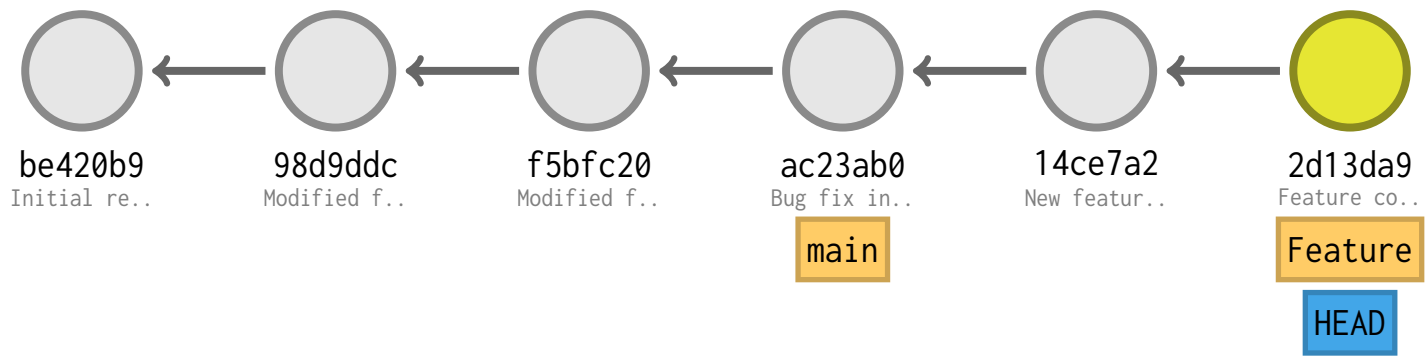 be420b9 98d9ddc f5bfc20 ac23ab0 14ce7a2 2d13da9
Initial re.. Modified f.. Modified f.. Bug fix in.. New featur.. Feature co..
main Feature
HEAD